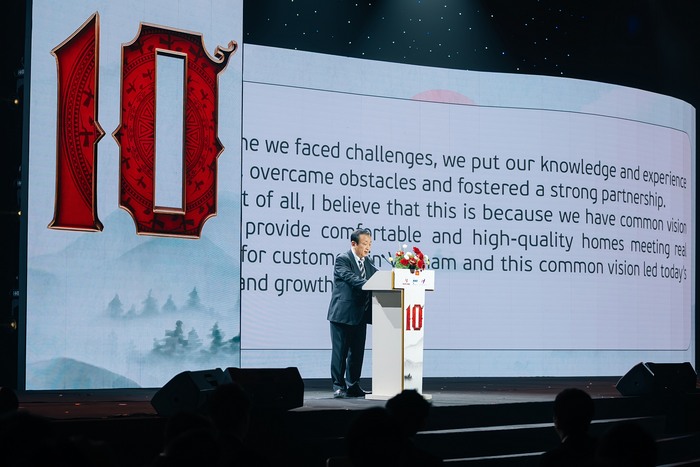 10
ne we faced challenges, we put our knowledge and experience
, overcame obstacles and fostered a strong partnership.
t of all, I believe that this is because we have common vision
provide comfortable and high-quality homes meeting real
for custome am and this common vision led today's
and growth
10